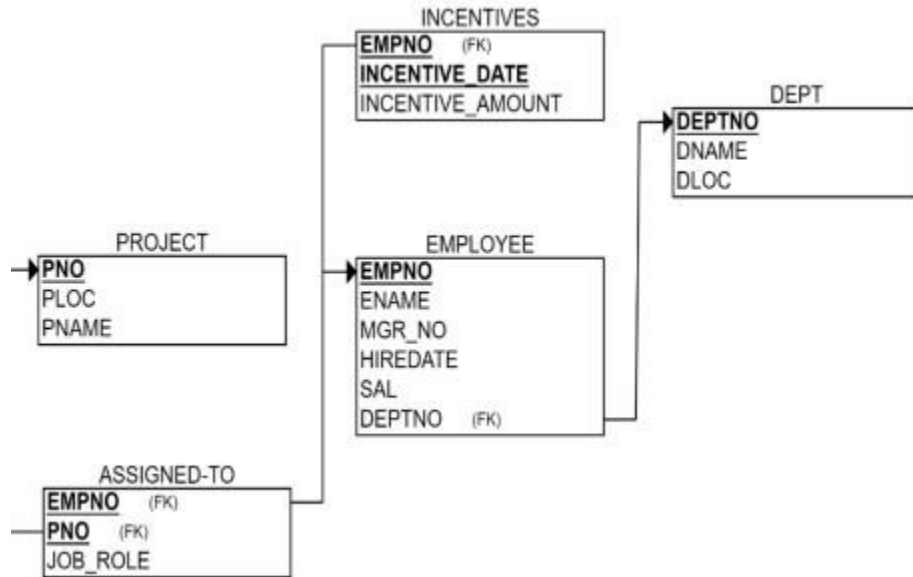 INCENTIVES
EMPNO (FK)
INCENTIVE_DATE
INCENTIVE_AMOUNT
DEPT
DEPTNO
DNAME
DLOC
PROJECT
PNO
PLOC
PNAME
EMPLOYEE
EMPNO
ENAME
MGR_NO
HIREDATE
SAL
DEPTNO (FK)
ASSIGNED-TO
EMPNO (FK)
PNO (FK)
JOB_ROLE